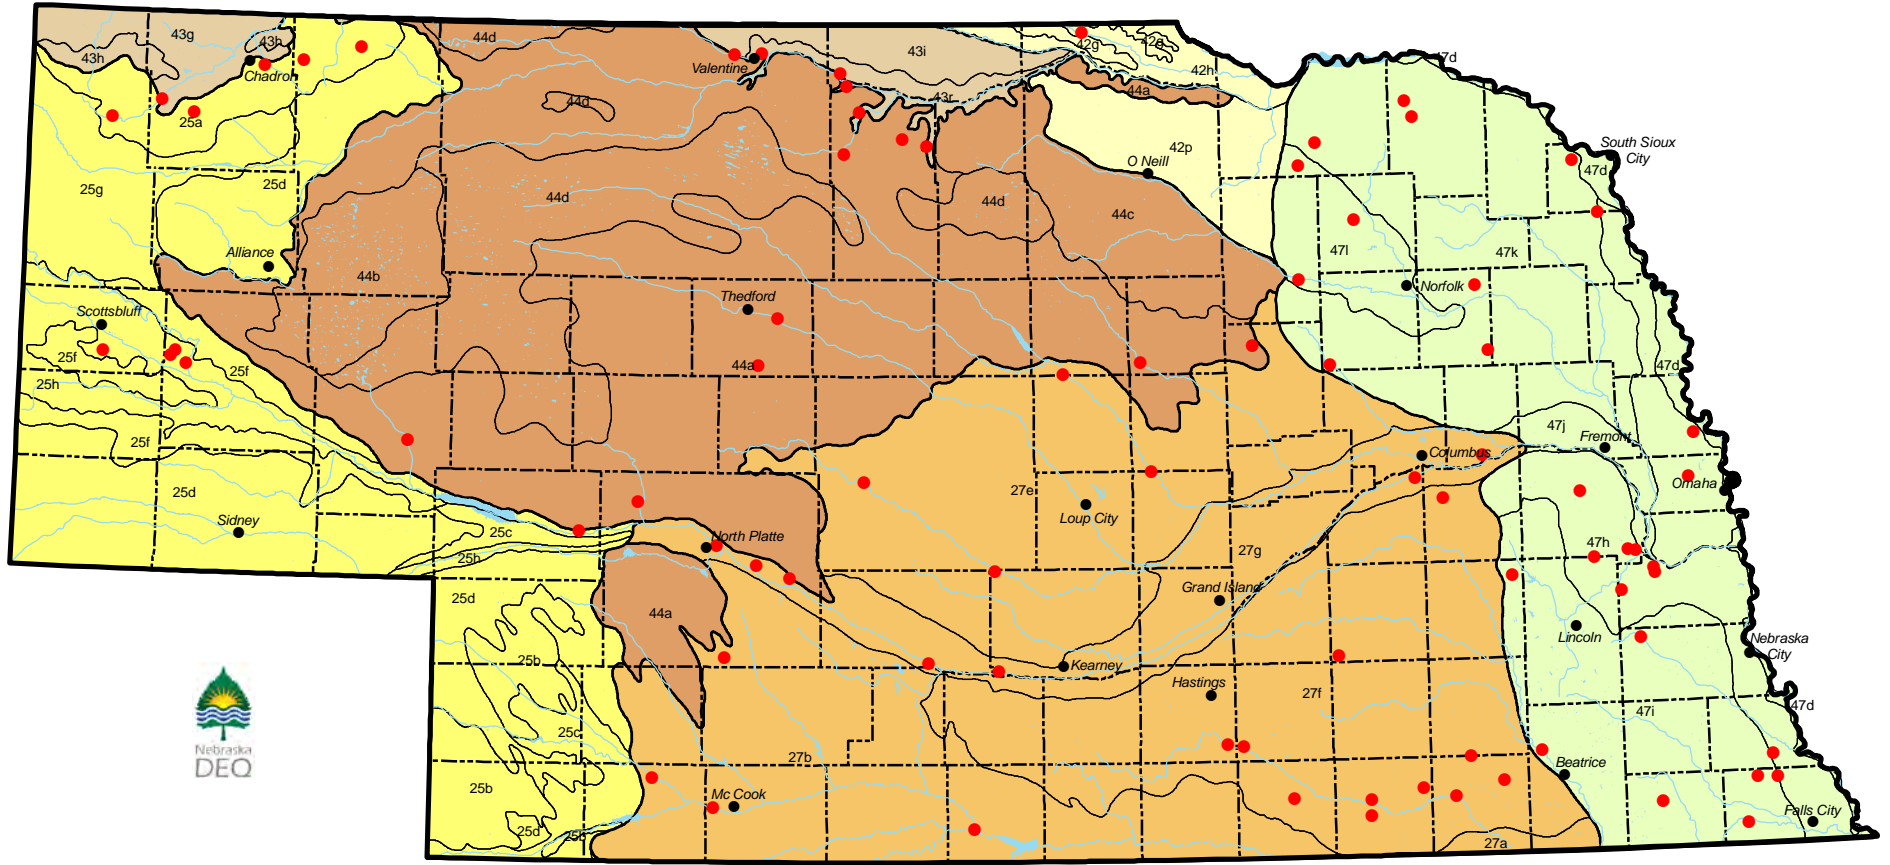 43g
43h
43h
Chadron
25a
25g
25d
Alliance
44d
44d
44d
44b
Valentine
43i
43r
42g
42g
42h
44a
42p
O Neill
44d
44c
47d
South Sioux
City
47d
47l
47k
Norfolk
47d
Scottsbluff
25f
25h
25f
25f
25d
Sidney
Thedford
44a
27e
Loup City
27g
Grand Island
Columbus
47j
Fremont
Omaha
47h
Lincoln
Nebraska
City
25c
25h
North Platte
25d
44a
25b
25c
25b
25d
25b
27b
Mc Cook
Kearney
Hastings
27f
47i
47d
Beatrice
Falls City
27a
Nebraska
DEQ